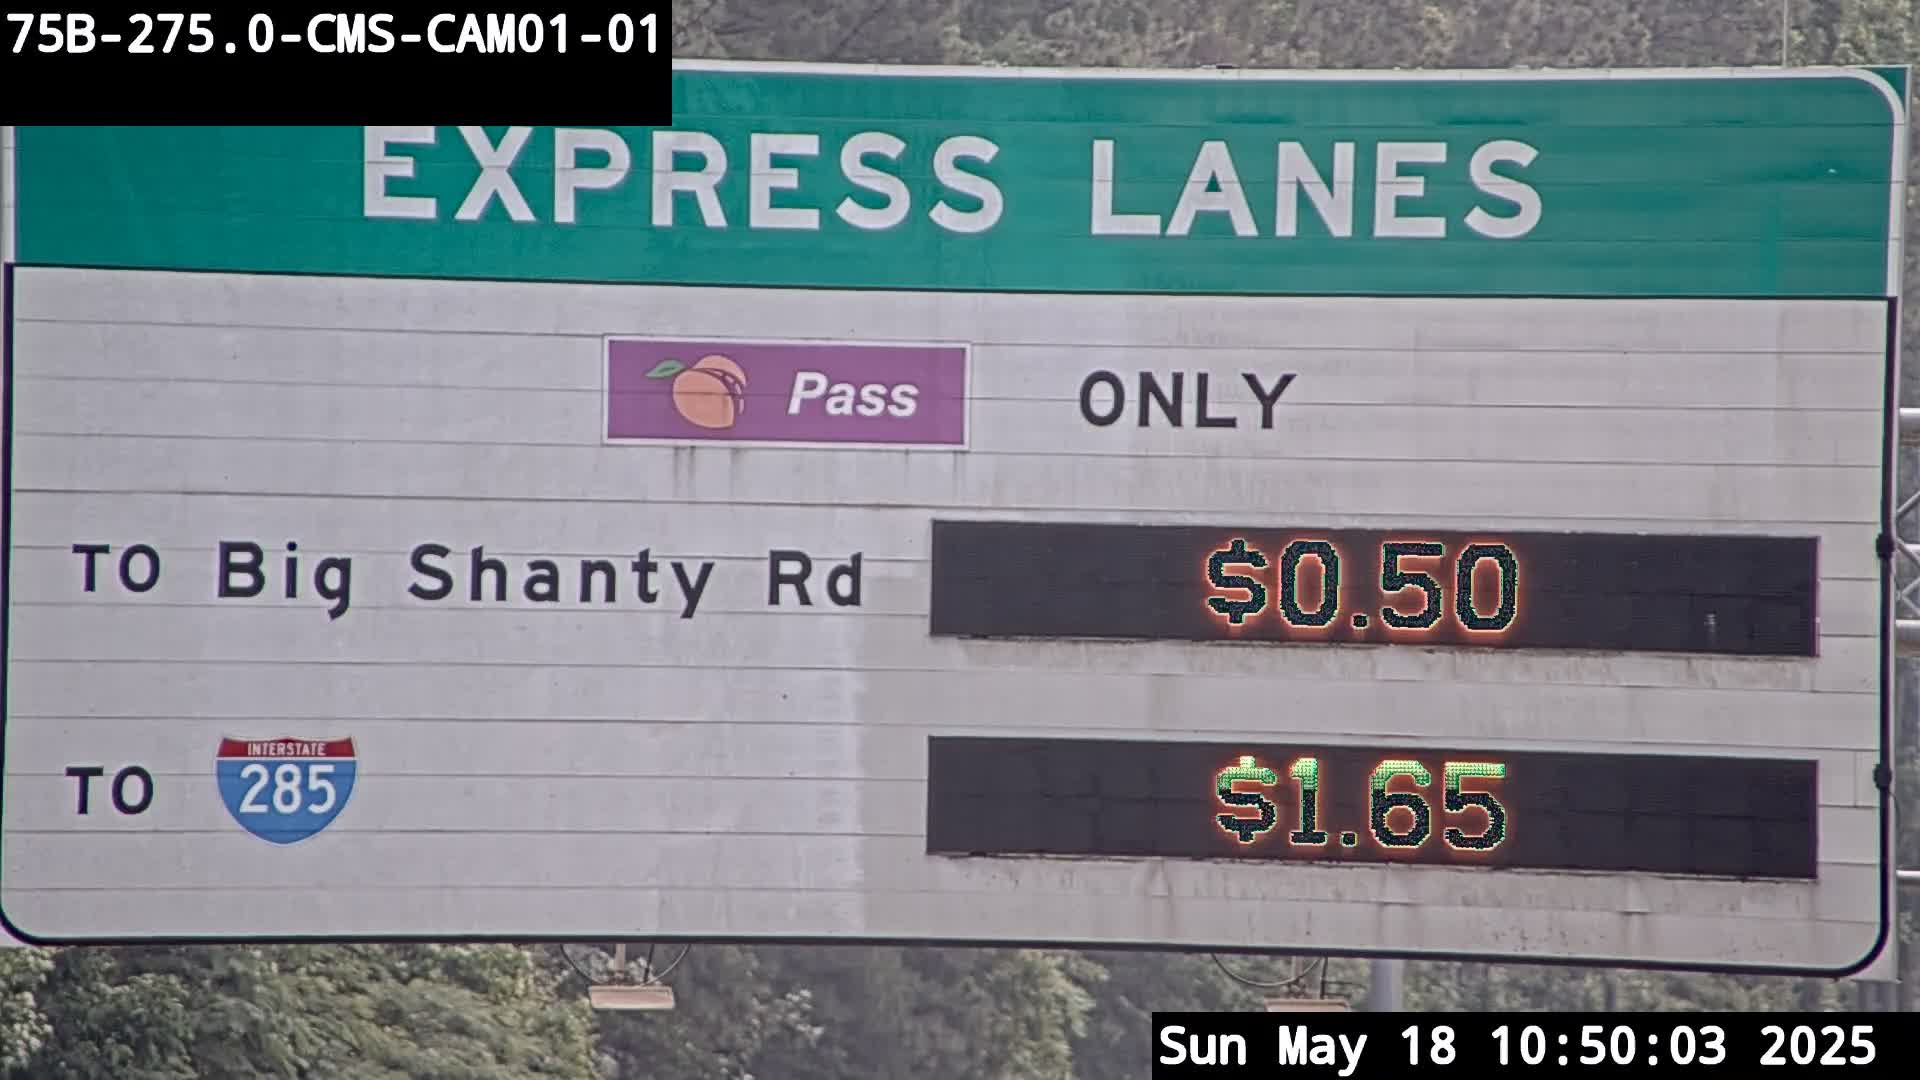 75B-275.0-CMS-CAM01-01
EXPRESS LANES
Pass ONLY
TO Big Shanty Rd $0.50
TO INTERSTATE 285 $1.65
Sun May 18 10:50:03 2025